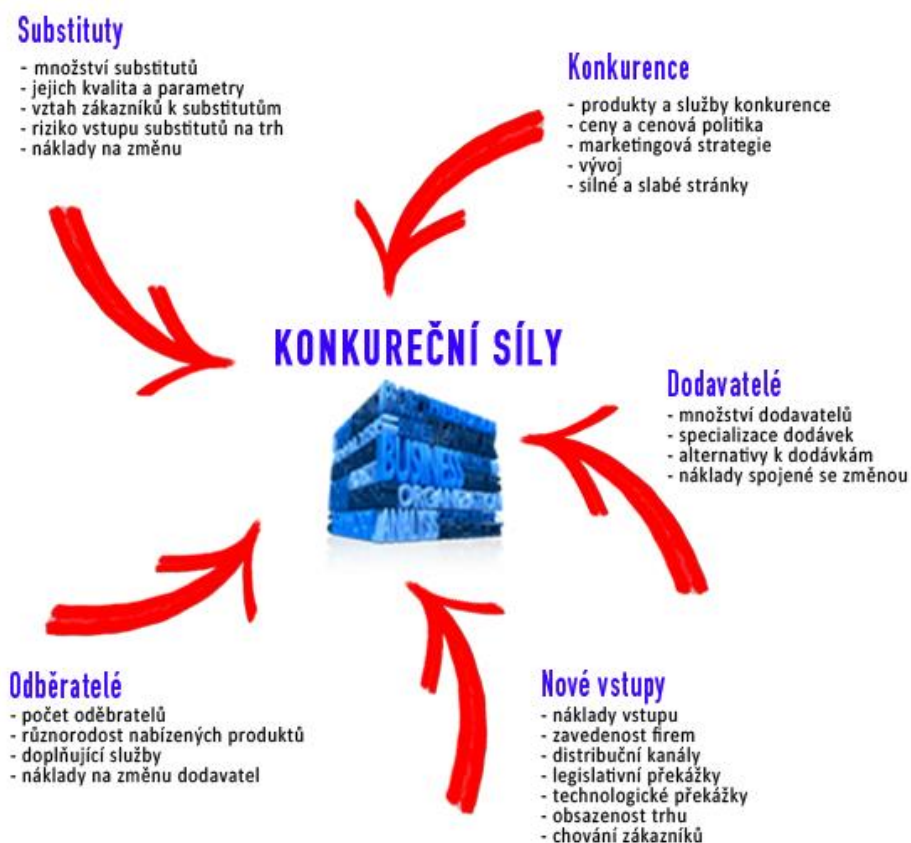 Substituty
- množství substitutů
- jejich kvalita a parametry
- vztah zákazníků k substitutům
- riziko vstupu substitutů na trh
- náklady na změnu
Konkurence
- produkty a služby konkurence
- ceny a cenová politika
- marketingová strategie
- vývoj
- silné a slabé stránky
KONKUREČNÍ SÍLY
BUSINESS
ORGANIZATION
ANALISS
Dodavatelé
- množství dodavatelů
- specializace dodávek
- alternativy k dodávkám
- náklady spojené se změnou
Odběratelé
- počet oděbratelů
- různorodost nabízených produktů
- doplňující služby
- náklady na změnu dodavatel
Nové vstupy
- náklady vstupu
- zavedenost firem
- distribuční kanály
- legislativní překážky
- technologické překážky
- obsazenost trhu
- chování zákazníků